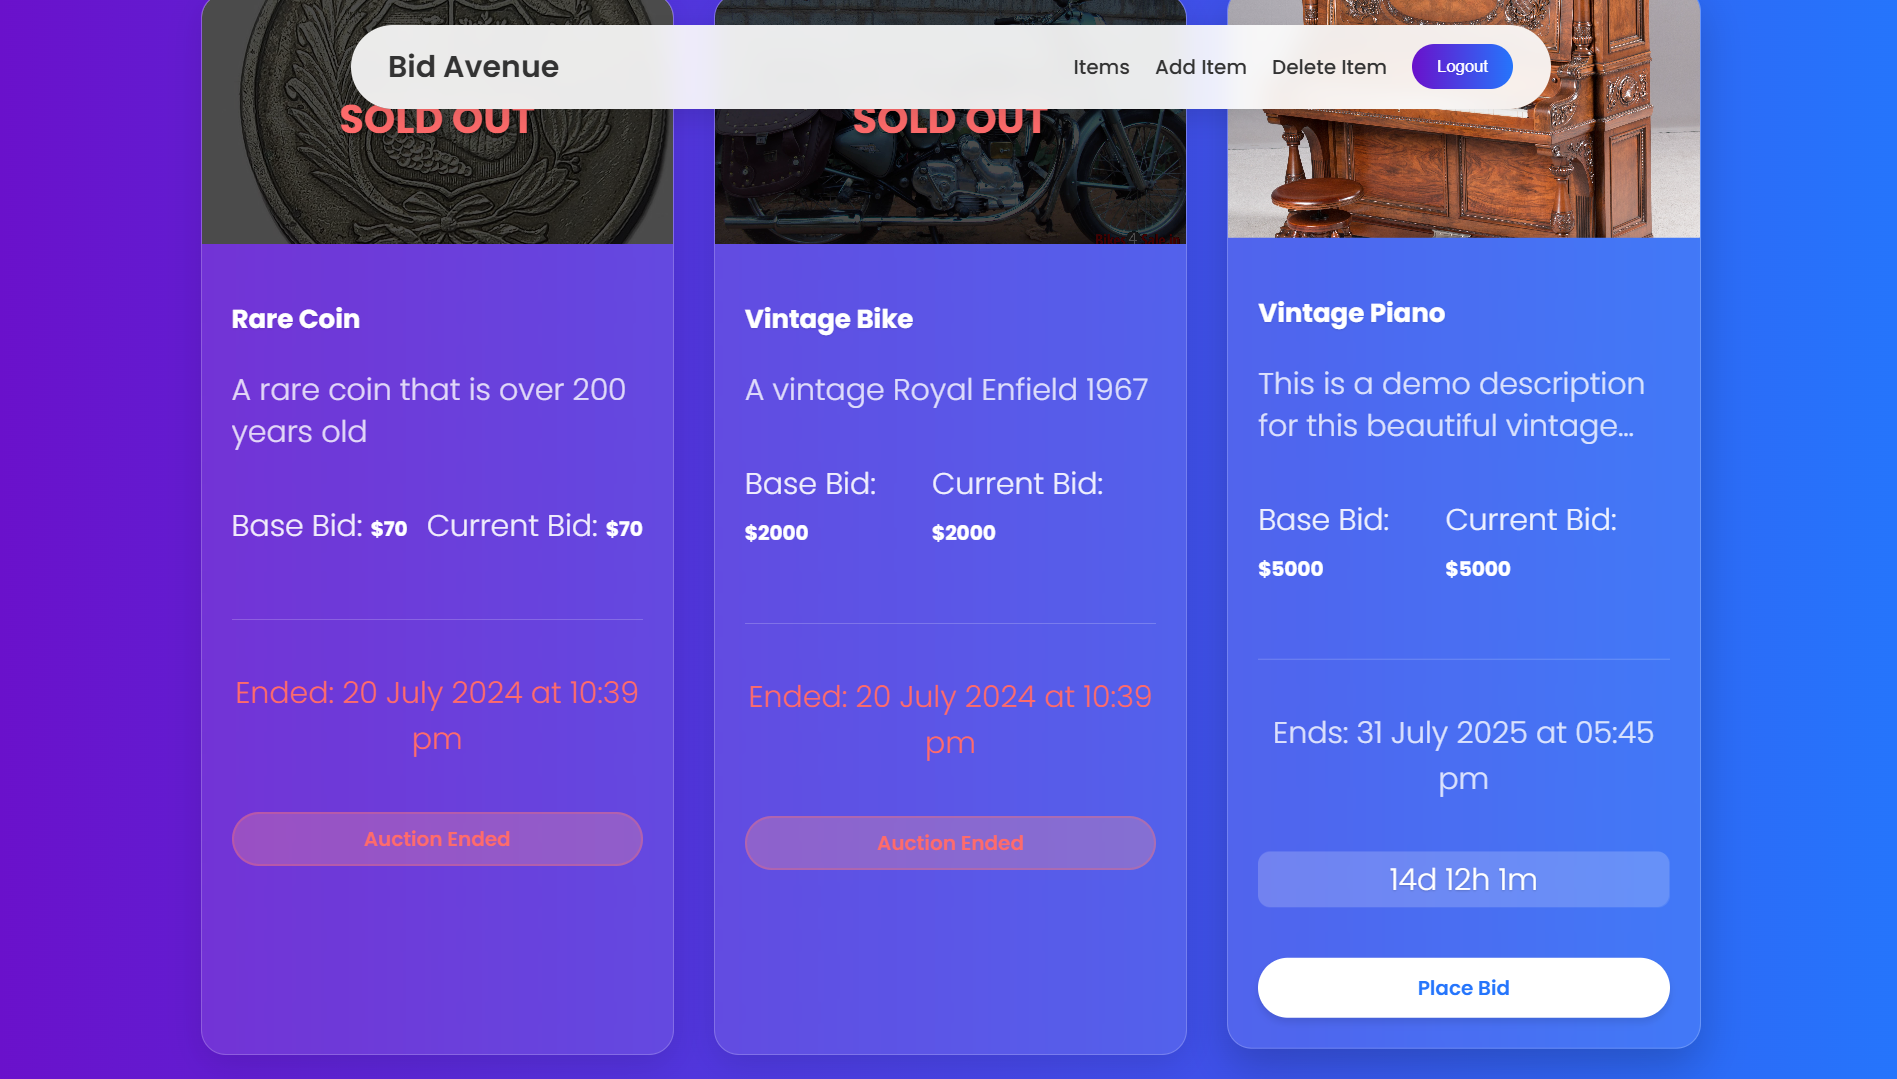 Bid Avenue
Items
Add Item
Delete Item
Logout
SOLD OUT
SOLD OUT
Rare Coin
A rare coin that is over 200
years old
Base Bid: $70
Current Bid: $70
Ended: 20 July 2024 at 10:39
pm
Auction Ended
Vintage Bike
A vintage Royal Enfield 1967
Base Bid:
$2000
Current Bid:
$2000
Ended: 20 July 2024 at 10:39
pm
Auction Ended
Vintage Piano
This is a demo description
for this beautiful vintage...
Base Bid:
$5000
Current Bid:
$5000
Ends: 31 July 2025 at 05:45
pm
14d 12h 1m
Place Bid